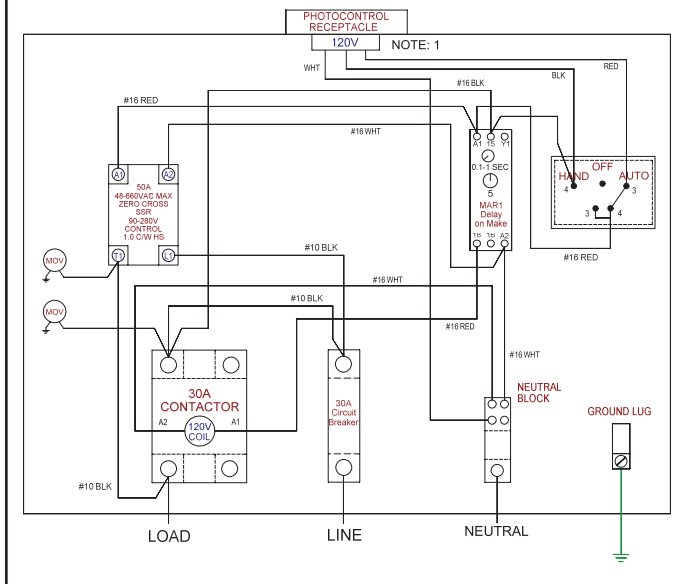 PHOTOCONTROL
RECEPTACLE
120V
NOTE: 1
WHT
#16 BLK
BLK
RED
#16 RED
#16 WHT
A1
A2
50A
48-660VAC MAX
ZERO CROSS
SSR
90-280V
CONTROL
1.0 C/W HS
T1
L1
A1 15 Y1
0.1-1 SEC
5
MAR1
Delay
on Make
18 16 A2
OFF
HAND
AUTO
4
3
3
4
#16 RED
MOV
MOV
#10 BLK
#16 WHT
#10 BLK
#16 RED
#16 WHT
30A
CONTACTOR
A2
A1
120V
COIL
30A
Circuit
Breaker
NEUTRAL
BLOCK
GROUND LUG
#10 BLK
LOAD
LINE
NEUTRAL